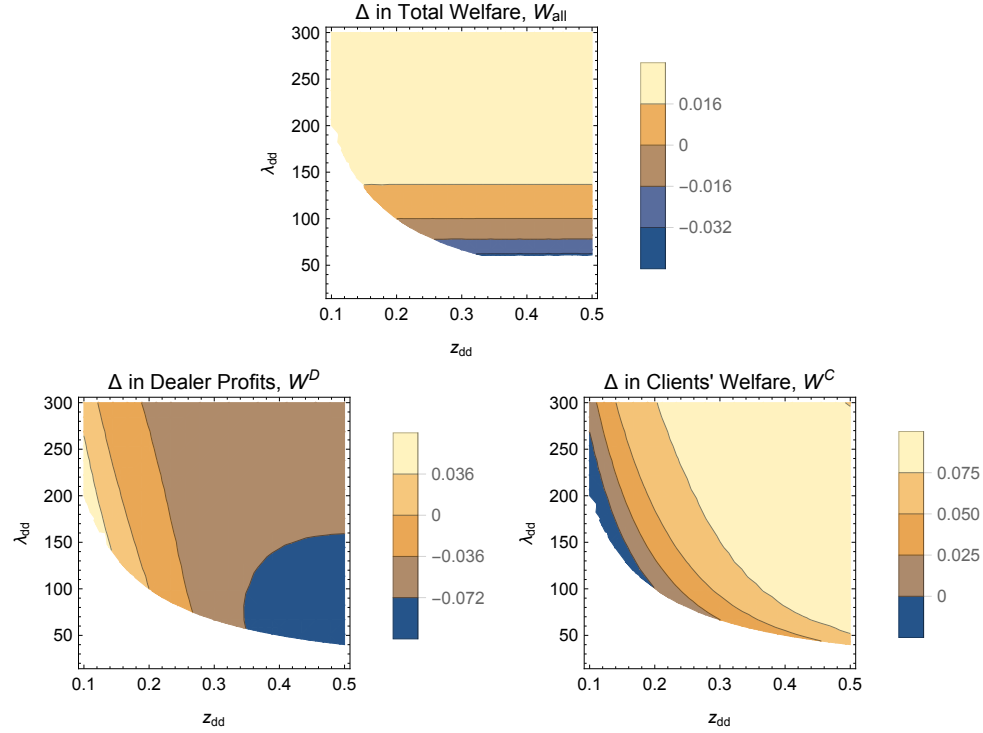 Δ in Total Welfare, W_all
300
250
200
150
100
50
λ_dd
0.1 0.2 0.3 0.4 0.5
z_dd
0.016
0
−0.016
−0.032
Δ in Dealer Profits, W^D
300
250
200
150
100
50
λ_dd
0.1 0.2 0.3 0.4 0.5
z_dd
0.036
0
−0.036
−0.072
Δ in Clients' Welfare, W^C
300
250
200
150
100
50
λ_dd
0.1 0.2 0.3 0.4 0.5
z_dd
0.075
0.050
0.025
0